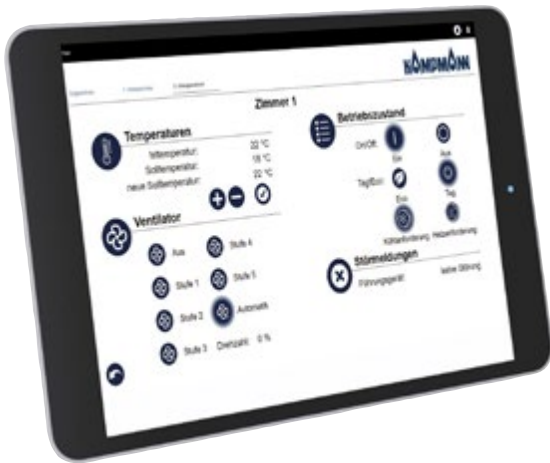 KAMPMANN
Zimmer 1
Temperaturen
Isttemperatur: 22 °C
Solltemperatur: 18 °C
neue Solltemperatur: 22 °C
Ventilator
Aus
Stufe 4
Stufe 1
Stufe 5
Stufe 2
Automatik
Stufe 3
Drehzahl: 0 %
Betriebszustand
On/Off:
Ein
Aus
Tag/Eco:
Eco
Tag
Kühlanforderung
Heizanforderung
Störmeldungen
Führungsgerät:
keine Störung